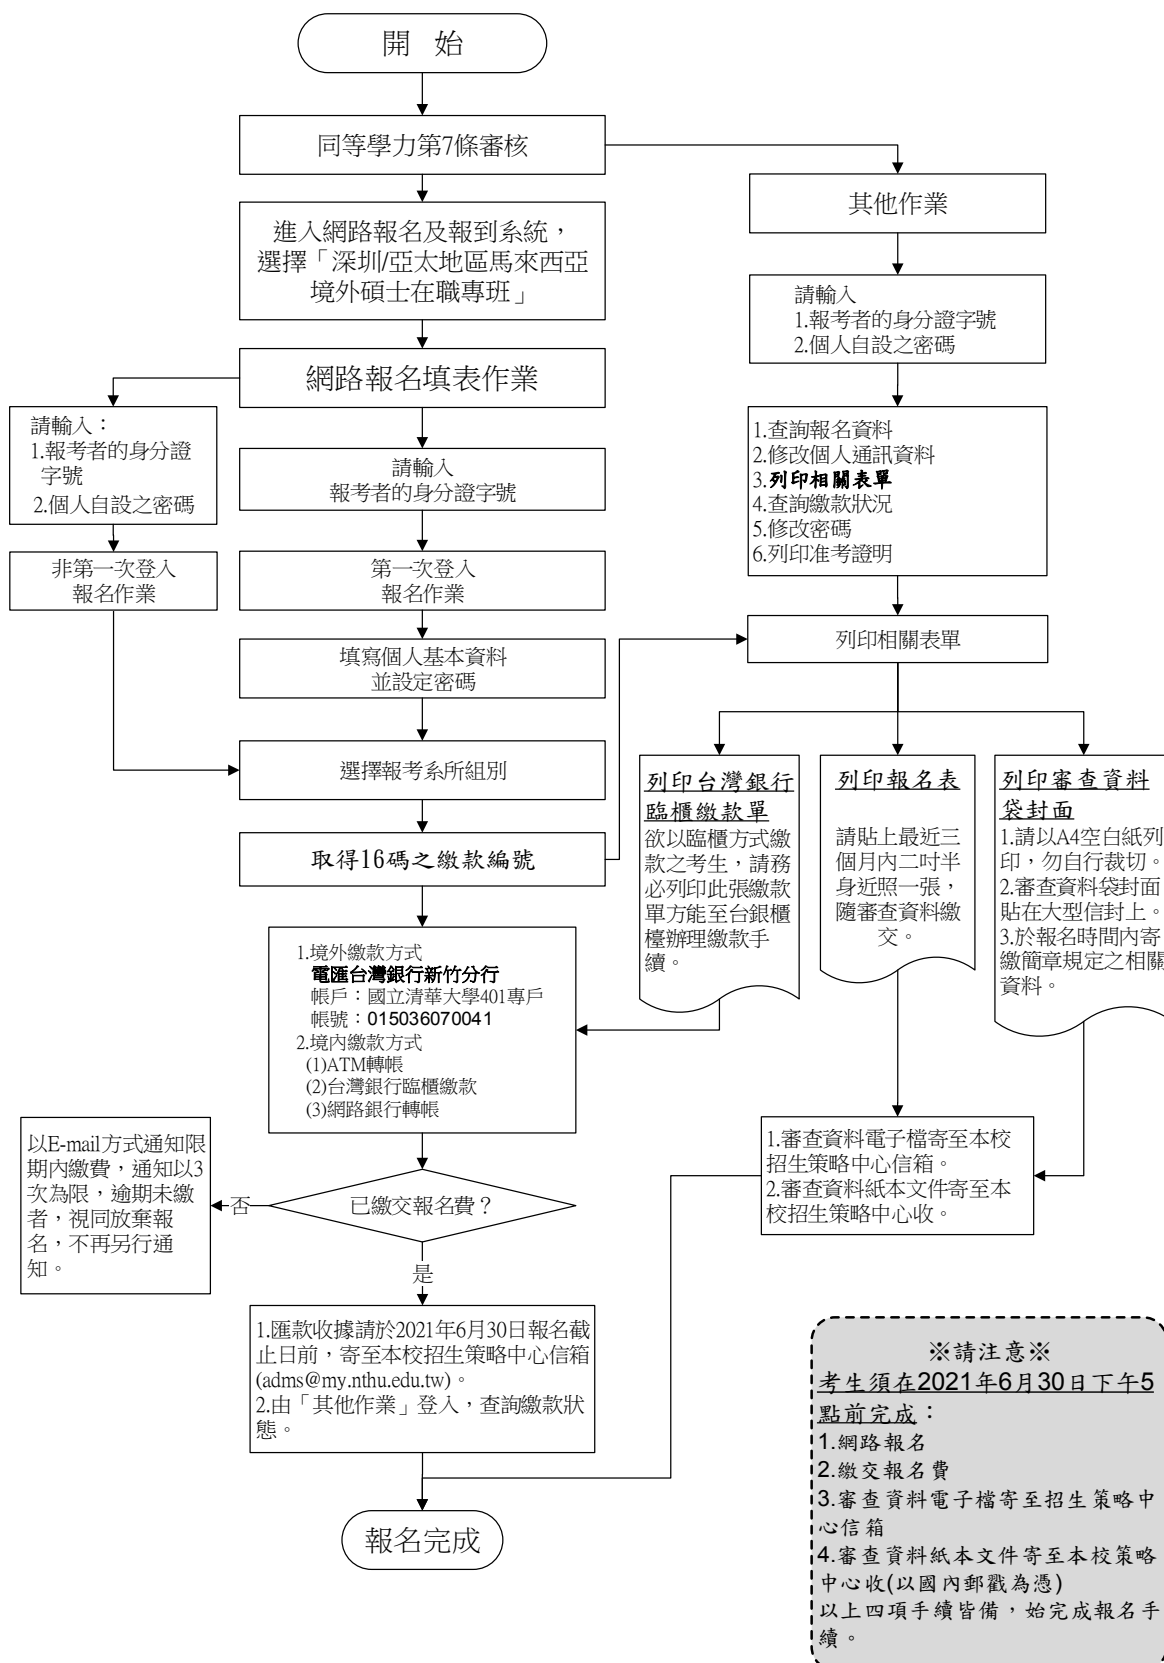 開 始
同等學力第7條審核
其他作業
進入網路報名及報到系統，
選擇「深圳/亞太地區馬來西亞
境外碩士在職專班」
請輸入
1.報考者的身分證字號
2.個人自設之密碼
網路報名填表作業
請輸入：
1.報考者的身分證
字號
2.個人自設之密碼
請輸入
報考者的身分證字號
1.查詢報名資料
2.修改個人通訊資料
3.列印相關表單
4.查詢繳款狀況
5.修改密碼
6.列印准考證明
非第一次登入
報名作業
第一次登入
報名作業
列印相關表單
填寫個人基本資料
並設定密碼
選擇報考系所組別
取得16碼之繳款編號
列印台灣銀行
臨櫃繳款單
欲以臨櫃方式繳
款之考生，請務
必列印此張繳款
單方能至台銀櫃
檯辦理繳款手
續。
列印報名表
請貼上最近三
個月內二吋半
身近照一張，
隨審查資料繳
交。
列印審查資料
袋封面
1.請以A4空白紙列
印，勿自行裁切。
2.審查資料袋封面
貼在大型信封上。
3.於報名時間內寄
繳簡章規定之相關
資料。
1.境外繳款方式
電匯台灣銀行新竹分行
帳戶：國立清華大學401專戶
帳號：015036070041
2.境內繳款方式
(1)ATM轉帳
(2)台灣銀行臨櫃繳款
(3)網路銀行轉帳
以E-mail方式通知限
期內繳費，通知以3
次為限，逾期未繳
者，視同放棄報
名，不再另行通
知。
否
已繳交報名費？
是
1.審查資料電子檔寄至本校
招生策略中心信箱。
2.審查資料紙本文件寄至本
校招生策略中心收。
1.匯款收據請於2021年6月30日報名截
止日前，寄至本校招生策略中心信箱
(adms@my.nthu.edu.tw)。
2.由「其他作業」登入，查詢繳款狀
態。
報名完成
※請注意※
考生須在2021年6月30日下午5
點前完成：
1.網路報名
2.繳交報名費
3.審查資料電子檔寄至招生策略中
心信箱
4.審查資料紙本文件寄至本校策略
中心收(以國內郵戳為憑)
以上四項手續皆備，始完成報名手
續。